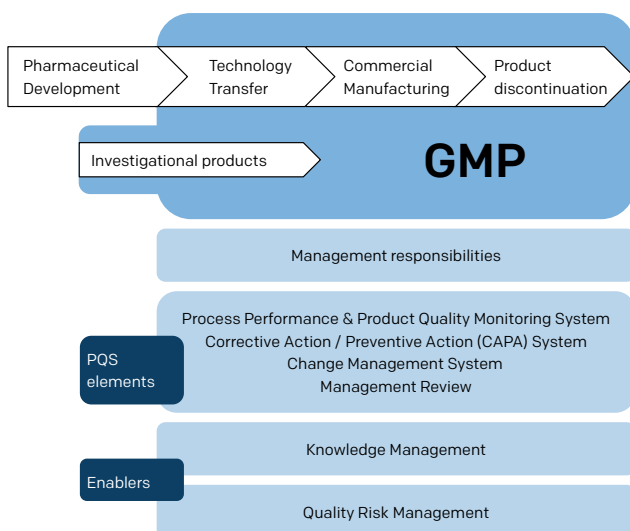 Pharmaceutical
Development
Technology
Transfer
Commercial
Manufacturing
Product
discontinuation
Investigational products
GMP
Management responsibilities
PQS
elements
Process Performance & Product Quality Monitoring System
Corrective Action / Preventive Action (CAPA) System
Change Management System
Management Review
Enablers
Knowledge Management
Quality Risk Management